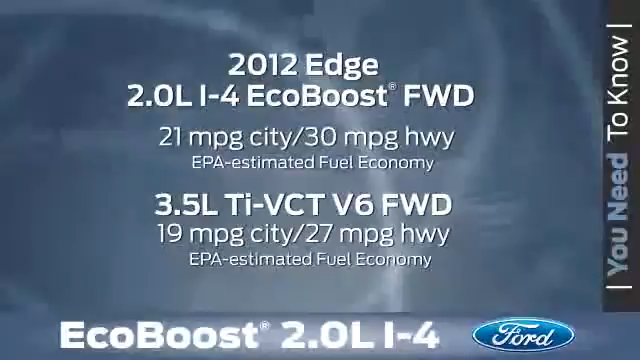 2012 Edge
2.0L I-4 EcoBoost® FWD
21 mpg city/30 mpg hwy
EPA-estimated Fuel Economy
3.5L Ti-VCT V6 FWD
19 mpg city/27 mpg hwy
EPA-estimated Fuel Economy
EcoBoost® 2.0L I-4
Ford
| You Need To Know |